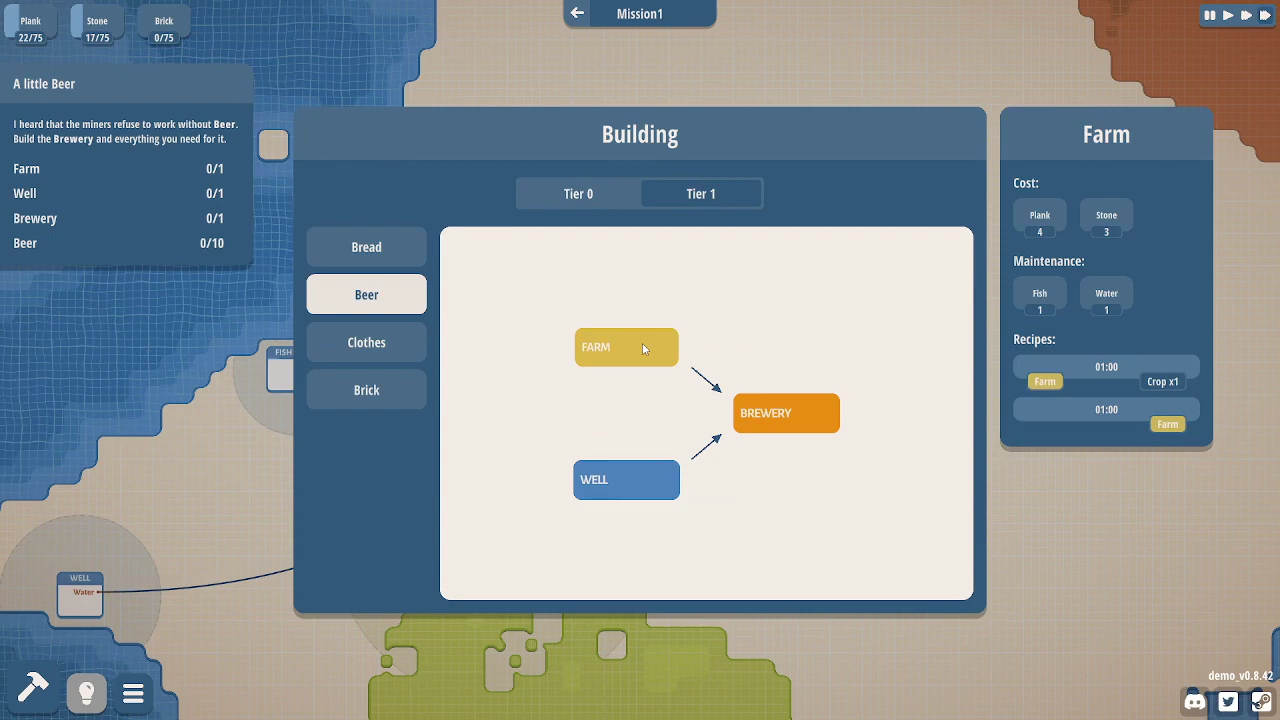 Plank
22/75
Stone
17/75
Brick
0/75
Mission1
A little Beer
I heard that the miners refuse to work without Beer.
Build the Brewery and everything you need for it.
Farm 0/1
Well 0/1
Brewery 0/1
Beer 0/10
Building
Tier 0
Tier 1
Bread
Beer
Clothes
Brick
FARM
BREWERY
WELL
Farm
Cost:
Plank
4
Stone
3
Maintenance:
Fish
1
Water
1
Recipes:
01:00
Farm
Crop x1
01:00
Farm
FISH
WELL
Water
demo_v0.8.42